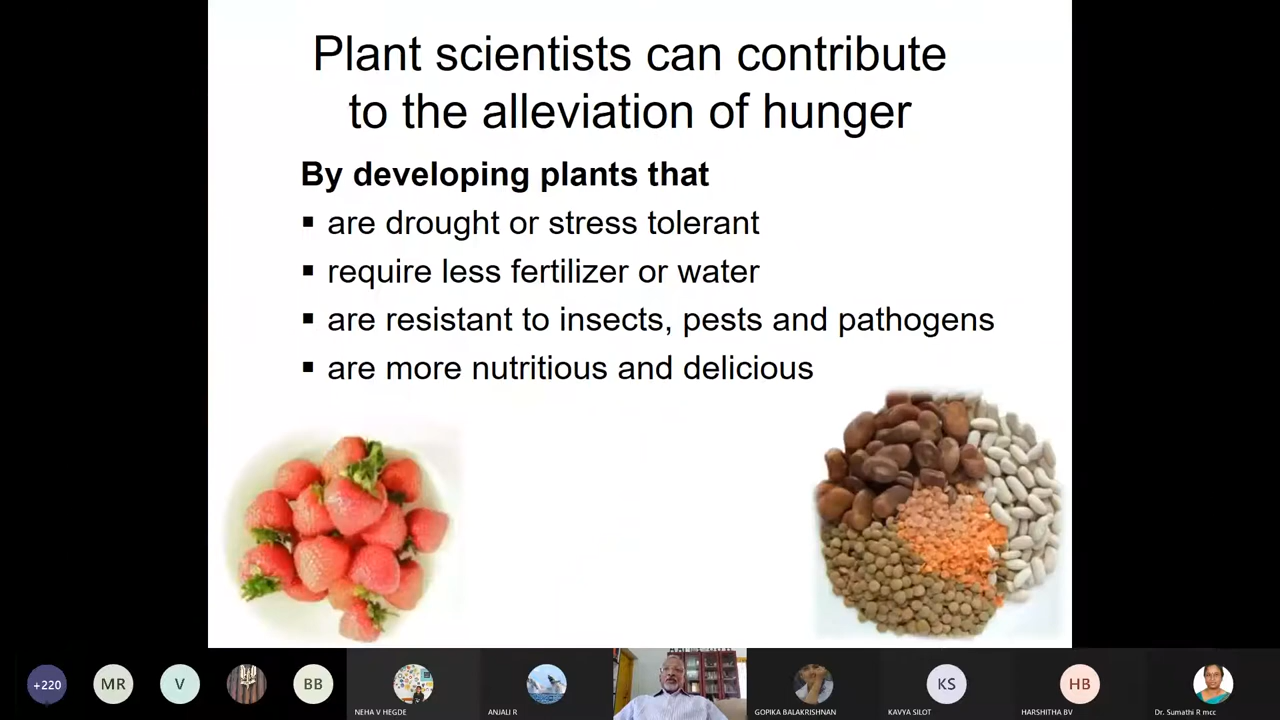 Plant scientists can contribute
to the alleviation of hunger
By developing plants that
▪ are drought or stress tolerant
▪ require less fertilizer or water
▪ are resistant to insects, pests and pathogens
▪ are more nutritious and delicious
+220
MR
V
BB
KS
HB
NEHA V HEGDE
ANJALI R
GOPIKA BALAKRISHNAN
KAVYA SILOT
HARSHITHA BV
Dr. Sumathi R mcc